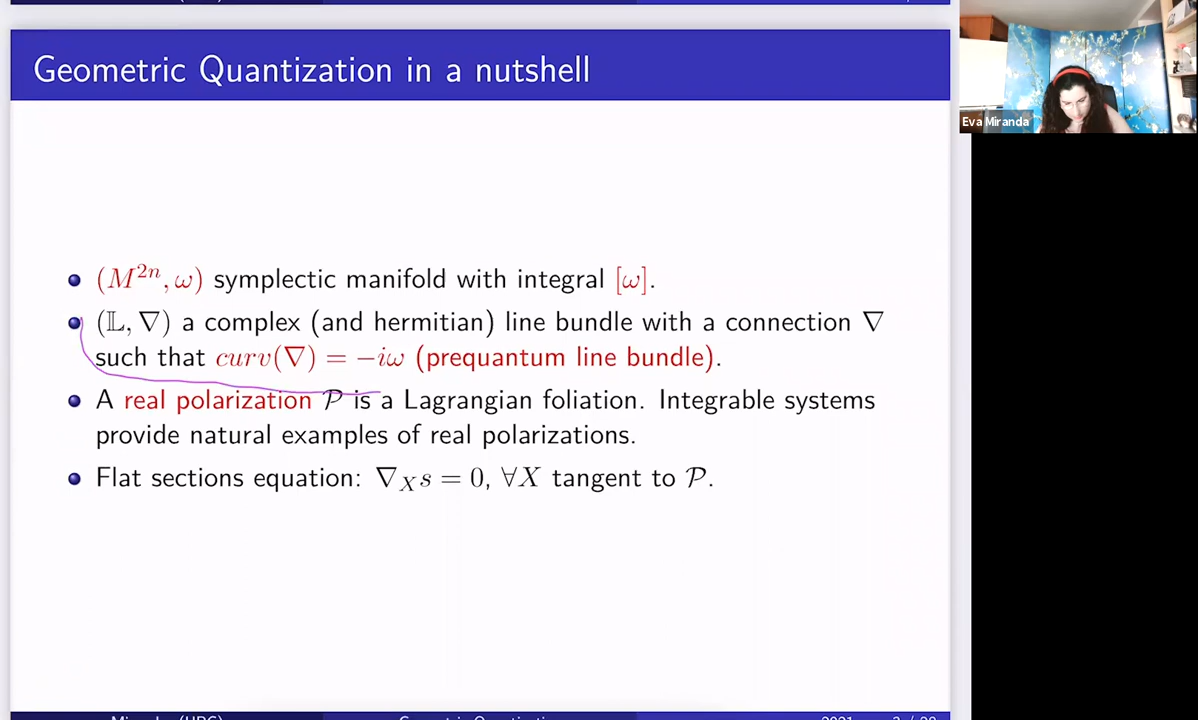 Geometric Quantization in a nutshell
Eva Miranda
(M²ⁿ, ω) symplectic manifold with integral [ω].
(𝕃, ∇) a complex (and hermitian) line bundle with a connection ∇
such that curv(∇) = −iω (prequantum line bundle).
A real polarization 𝒫 is a Lagrangian foliation. Integrable systems
provide natural examples of real polarizations.
Flat sections equation: ∇_X s = 0, ∀X tangent to 𝒫.